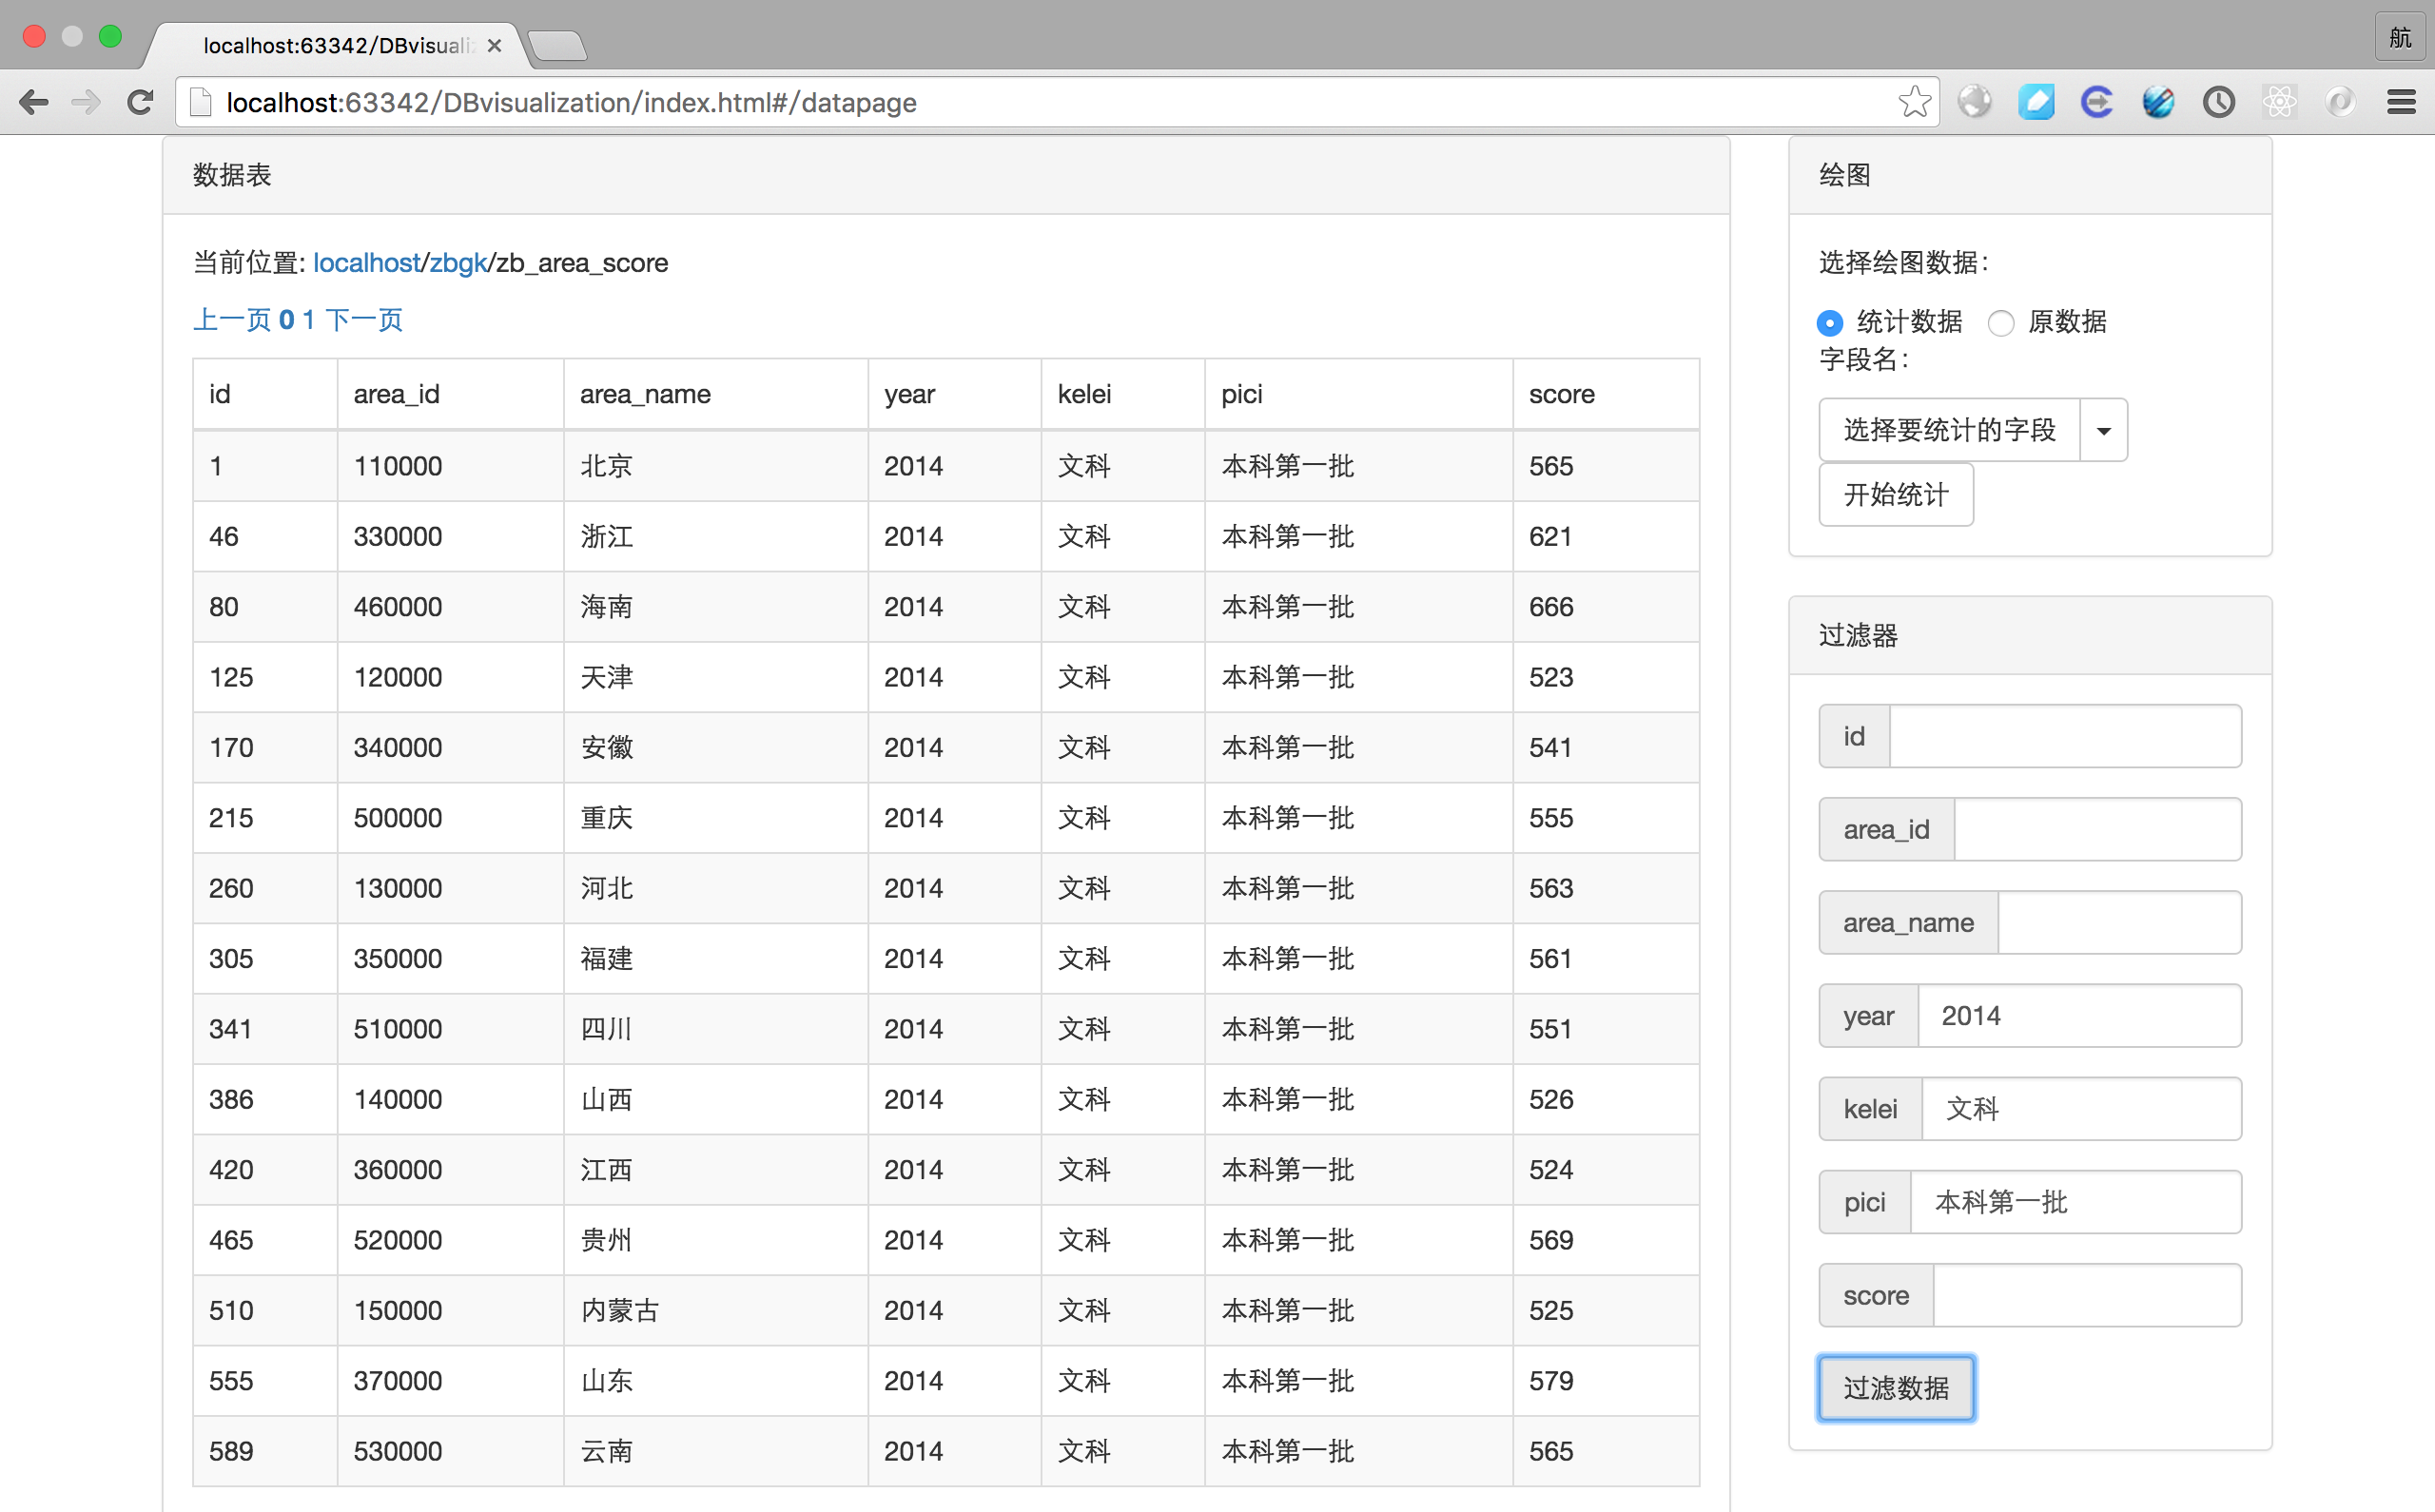 localhost:63342/DBvisuali
航
localhost:63342/DBvisualization/index.html#/datapage
数据表
当前位置: localhost/zbgk/zb_area_score
上一页 0 1 下一页
id area_id area_name year kelei pici score
1 110000 北京 2014 文科 本科第一批 565
46 330000 浙江 2014 文科 本科第一批 621
80 460000 海南 2014 文科 本科第一批 666
125 120000 天津 2014 文科 本科第一批 523
170 340000 安徽 2014 文科 本科第一批 541
215 500000 重庆 2014 文科 本科第一批 555
260 130000 河北 2014 文科 本科第一批 563
305 350000 福建 2014 文科 本科第一批 561
341 510000 四川 2014 文科 本科第一批 551
386 140000 山西 2014 文科 本科第一批 526
420 360000 江西 2014 文科 本科第一批 524
465 520000 贵州 2014 文科 本科第一批 569
510 150000 内蒙古 2014 文科 本科第一批 525
555 370000 山东 2014 文科 本科第一批 579
589 530000 云南 2014 文科 本科第一批 565
绘图
选择绘图数据：
统计数据 原数据
字段名：
选择要统计的字段
开始统计
过滤器
id
area_id
area_name
year 2014
kelei 文科
pici 本科第一批
score
过滤数据